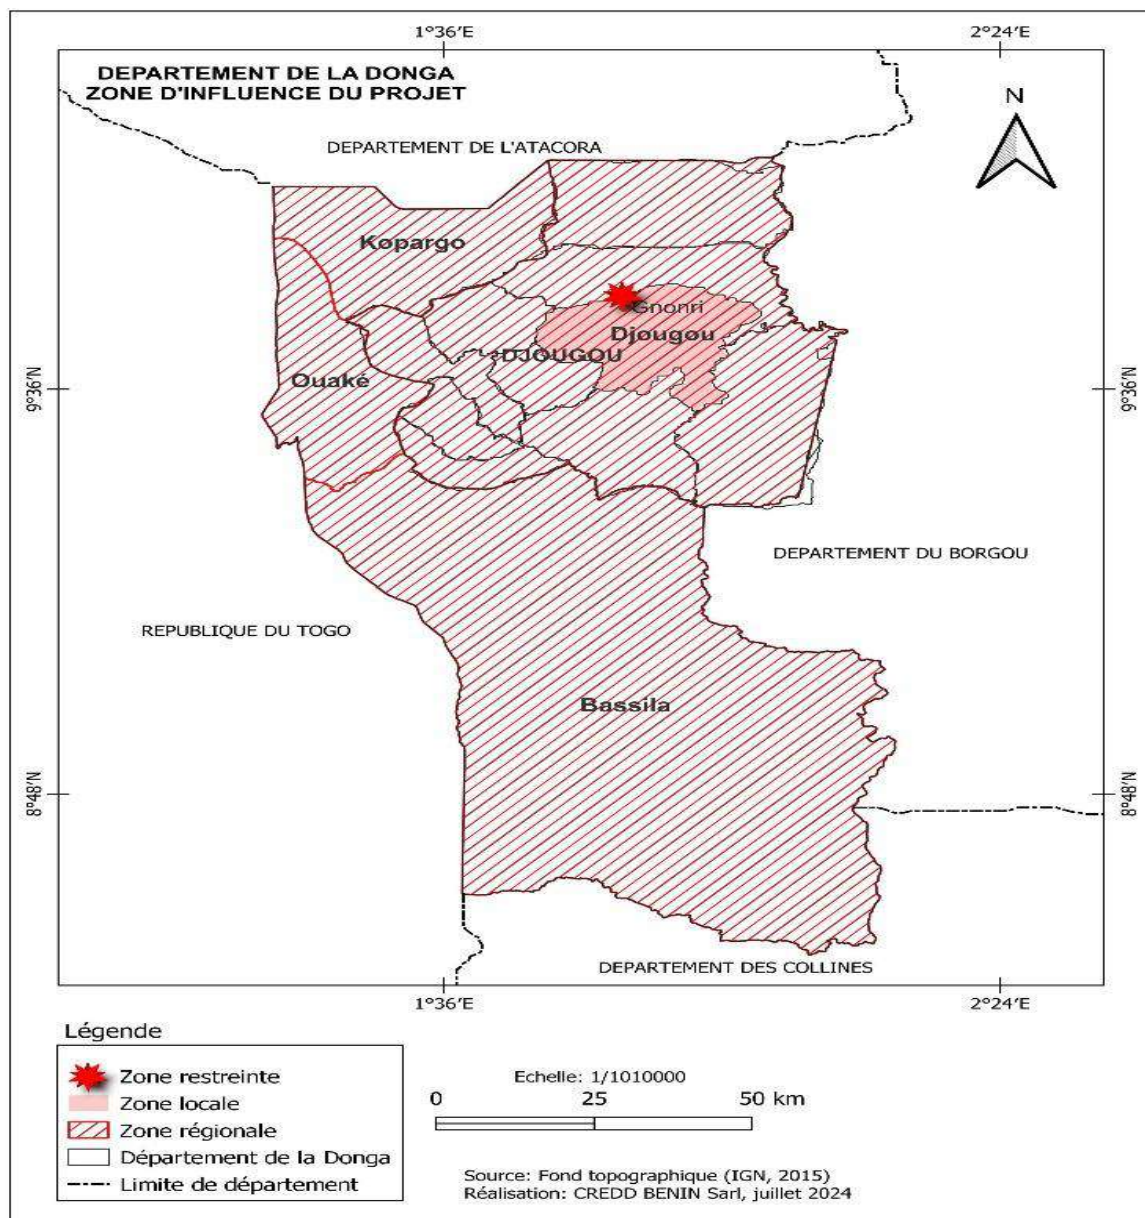 1°36'E
2°24'E
DEPARTEMENT DE LA DONGA
ZONE D'INFLUENCE DU PROJET
N
DEPARTEMENT DE L'ATACORA
Kopargo
Gnonri
Djougou
DJOUGOU
Ouaké
9°36'N
9°36'N
DEPARTEMENT DU BORGOU
REPUBLIQUE DU TOGO
Bassila
8°48'N
8°48'N
DEPARTEMENT DES COLLINES
1°36'E
2°24'E
Légende
Zone restreinte
Zone locale
Zone régionale
Département de la Donga
Limite de département
Echelle: 1/1010000
0 25 50 km
Source: Fond topographique (IGN, 2015)
Réalisation: CREDD BENIN Sarl, juillet 2024